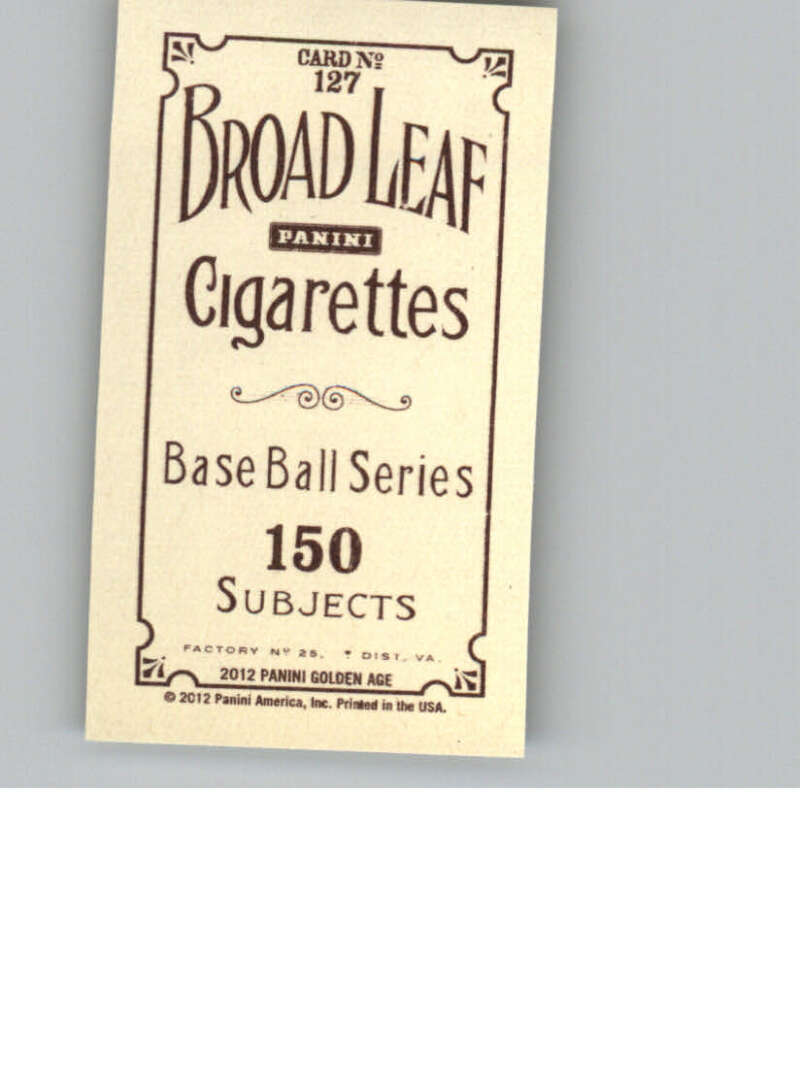 CARD Nº
127
BROAD LEAF
PANINI
Cigarettes
Base Ball Series
150
SUBJECTS
FACTORY Nº 25. DIST. VA.
2012 PANINI GOLDEN AGE
© 2012 Panini America, Inc. Printed in the USA.